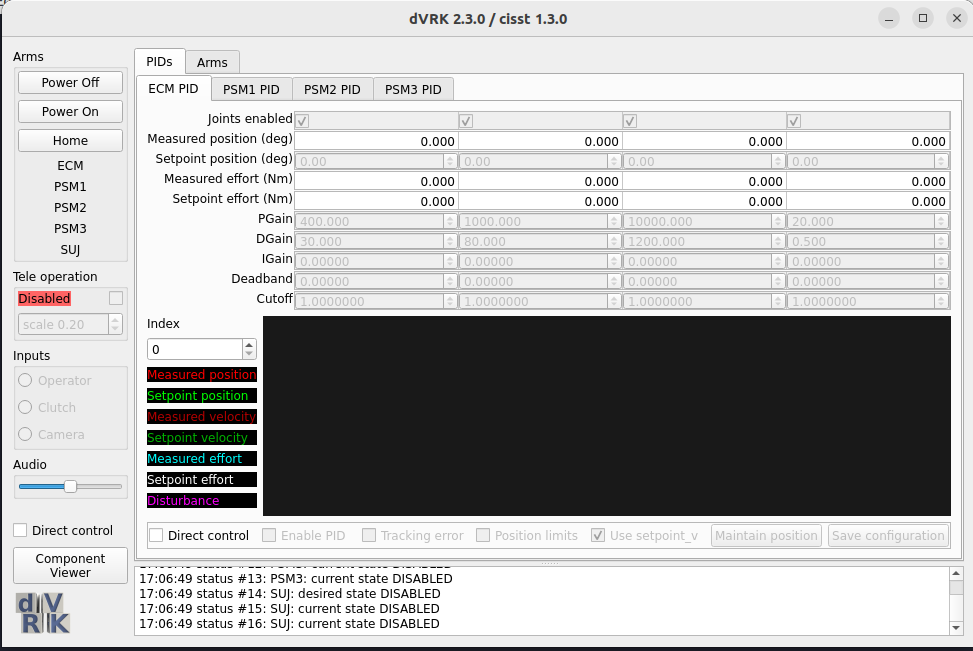 dVRK 2.3.0 / cisst 1.3.0
Arms
Power Off
Power On
Home
ECM
PSM1
PSM2
PSM3
SUJ
Tele operation
Disabled
scale 0.20
Inputs
Operator
Clutch
Camera
Audio
Direct control
Component
Viewer
dVRK
PIDs Arms
ECM PID PSM1 PID PSM2 PID PSM3 PID
Joints enabled
Measured position (deg) 0.000 0.000 0.000 0.000
Setpoint position (deg) 0.00 0.00 0.00 0.00
Measured effort (Nm) 0.000 0.000 0.000 0.000
Setpoint effort (Nm) 0.000 0.000 0.000 0.000
PGain 400.000 1000.000 10000.000 20.000
DGain 30.000 80.000 1200.000 0.500
IGain 0.00000 0.00000 0.00000 0.00000
Deadband 0.00000 0.00000 0.00000 0.00000
Cutoff 1.0000000 1.0000000 1.0000000 1.0000000
Index
0
Measured position
Setpoint position
Measured velocity
Setpoint velocity
Measured effort
Setpoint effort
Disturbance
Direct control Enable PID Tracking error Position limits Use setpoint_v Maintain position Save configuration
17:06:49 status #13: PSM3: current state DISABLED
17:06:49 status #14: SUJ: desired state DISABLED
17:06:49 status #15: SUJ: current state DISABLED
17:06:49 status #16: SUJ: current state DISABLED